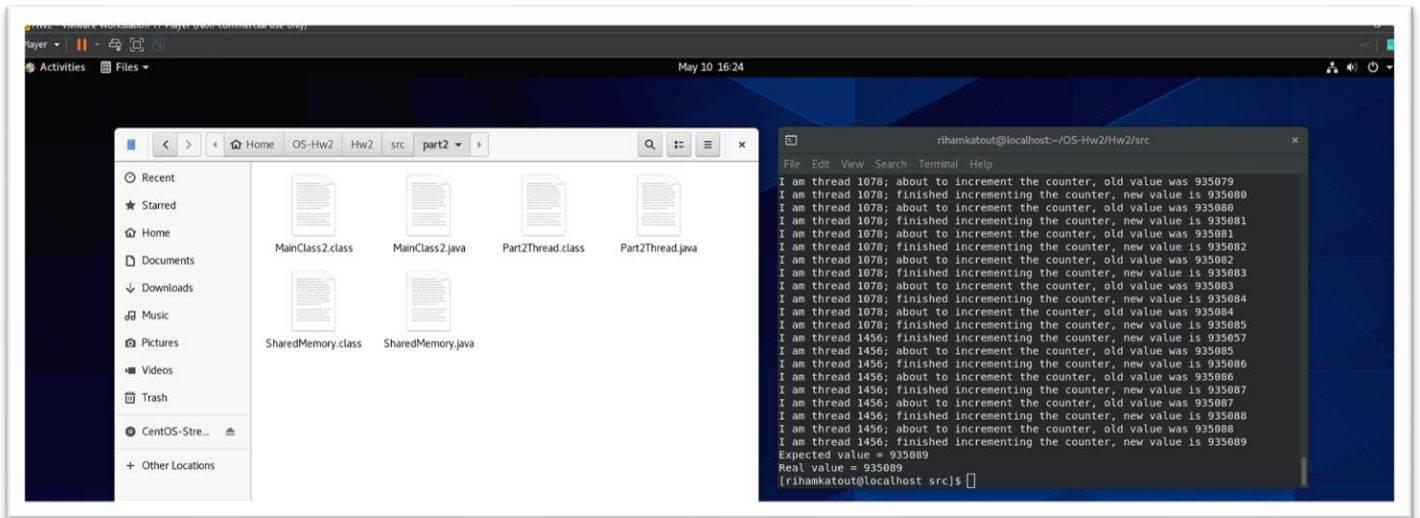 HW2 - VMware Workstation 17 Player (Non-commercial use only)
Player
Activities Files May 10 16:24
Home OS-Hw2 Hw2 src part2
rihamkatout@localhost:~/OS-Hw2/Hw2/src
File Edit View Search Terminal Help
Recent
Starred
Home
Documents
Downloads
Music
Pictures
Videos
Trash
CentOS-Stre...
Other Locations
MainClass2.class MainClass2.java Part2Thread.class Part2Thread.java
SharedMemory.class SharedMemory.java
I am thread 1078; about to increment the counter, old value was 935079
I am thread 1078; finished incrementing the counter, new value is 935080
I am thread 1078; about to increment the counter, old value was 935080
I am thread 1078; finished incrementing the counter, new value is 935081
I am thread 1078; about to increment the counter, old value was 935081
I am thread 1078; finished incrementing the counter, new value is 935082
I am thread 1078; about to increment the counter, old value was 935082
I am thread 1078; finished incrementing the counter, new value is 935083
I am thread 1078; about to increment the counter, old value was 935083
I am thread 1078; finished incrementing the counter, new value is 935084
I am thread 1078; about to increment the counter, old value was 935084
I am thread 1078; finished incrementing the counter, new value is 935085
I am thread 1456; finished incrementing the counter, new value is 935057
I am thread 1456; about to increment the counter, old value was 935085
I am thread 1456; finished incrementing the counter, new value is 935086
I am thread 1456; about to increment the counter, old value was 935086
I am thread 1456; finished incrementing the counter, new value is 935087
I am thread 1456; about to increment the counter, old value was 935087
I am thread 1456; finished incrementing the counter, new value is 935088
I am thread 1456; about to increment the counter, old value was 935088
I am thread 1456; finished incrementing the counter, new value is 935089
Expected value = 935089
Real value = 935089
[rihamkatout@localhost src]$